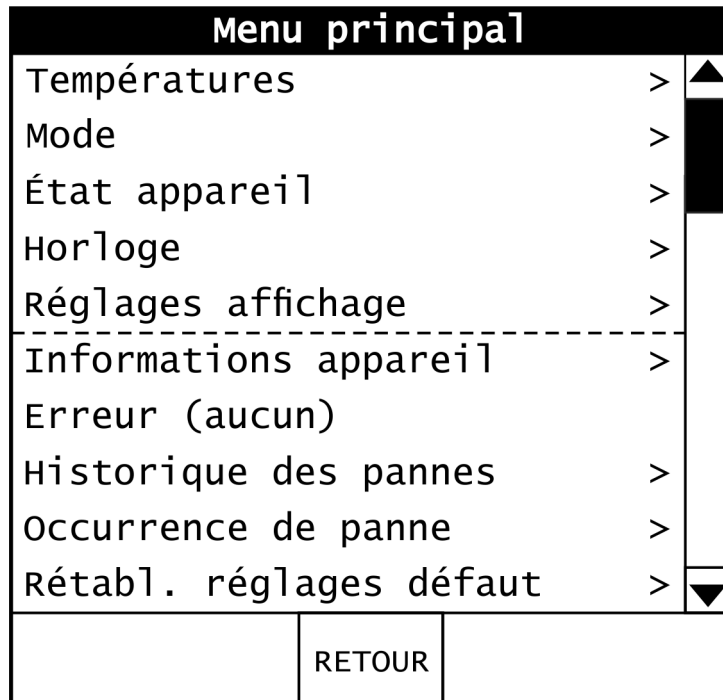 Menu principal
Températures >
Mode >
État appareil >
Horloge >
Réglages affichage >
Informations appareil >
Erreur (aucun)
Historique des pannes >
Occurrence de panne >
Rétabl. réglages défaut >
RETOUR